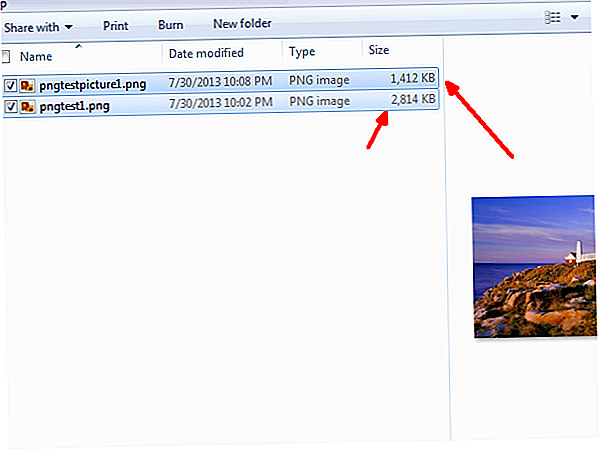 P
Share with Print Burn New folder
Name Date modified Type Size
pngtestpicture1.png 7/30/2013 10:08 PM PNG image 1,412 KB
pngtest1.png 7/30/2013 10:02 PM PNG image 2,814 KB